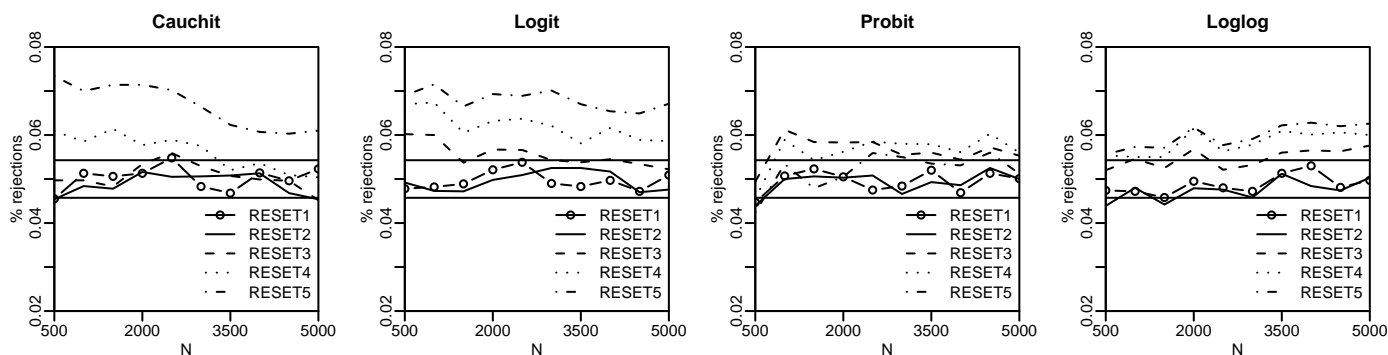 Cauchit
% rejections
0.08
0.06
0.04
0.02
RESET1
RESET2
RESET3
RESET4
RESET5
500
2000
3500
5000
N
Logit
% rejections
0.08
0.06
0.04
0.02
RESET1
RESET2
RESET3
RESET4
RESET5
500
2000
3500
5000
N
Probit
% rejections
0.08
0.06
0.04
0.02
RESET1
RESET2
RESET3
RESET4
RESET5
500
2000
3500
5000
N
Loglog
% rejections
0.08
0.06
0.04
0.02
RESET1
RESET2
RESET3
RESET4
RESET5
500
2000
3500
5000
N